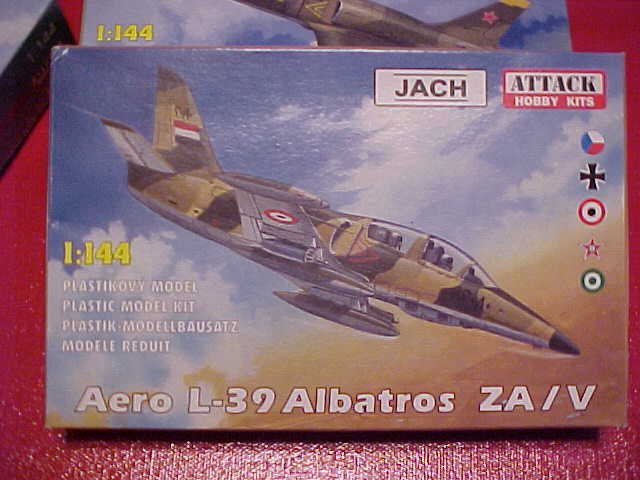 1:144
JACH
ATTACK
HOBBY KITS
1:144
PLASTIKOVÝ MODEL
PLASTIC-MODEL KIT
PLASTIK-MODELLBAUSATZ
MODELE REDUIT
Aero L-39 Albatros ZA/V